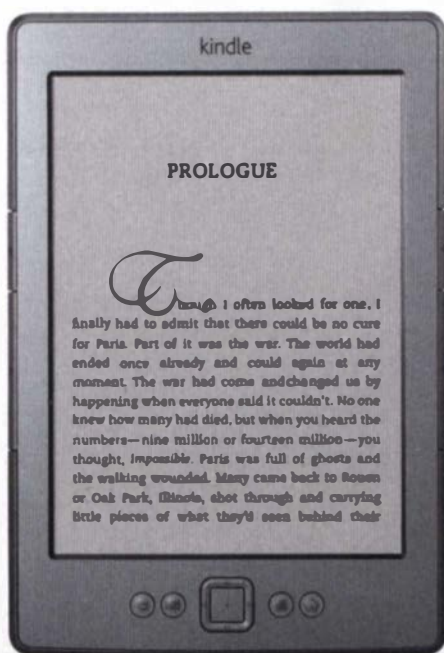 kindle
PROLOGUE
Though I often looked for one, I
finally had to admit that there could be no cure
for Paris. Part of it was the war. The world had
ended once already and could again at any
moment. The war had come andchanged us by
happening when everyone said it couldn't. No one
knew how many had died, but when you heard the
numbers—nine million or fourteen million—you
thought, Impossible. Paris was full of ghosts and
the walking wounded. Many came back to Rouen
or Oak Park, Illinois, shot through and carrying
little pieces of what they'd seen behind their